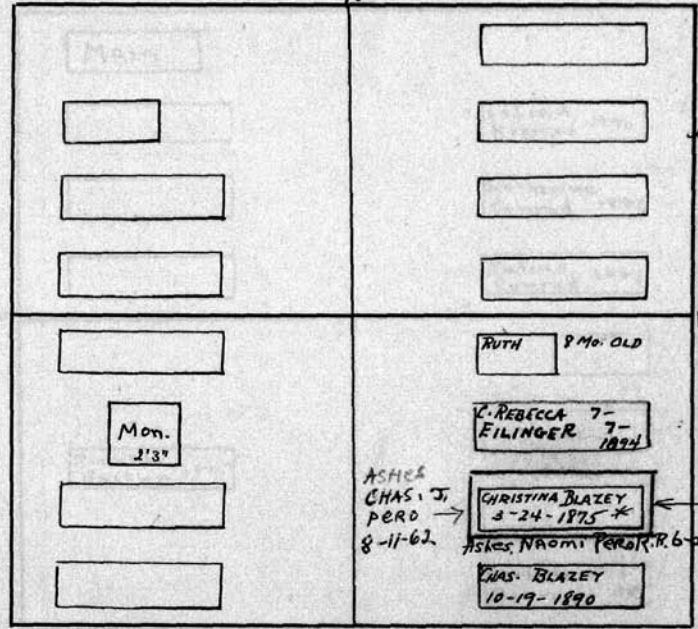 RUTH 8 MO. OLD
C. REBECCA 7-
EILINGER 7-
1894
Mon.
2'3"
ASHES
CHAS. J.
PERO
8-11-62
CHRISTINA BLAZEY
3-24-1875 *
Ashes. NAOMI PERO R.R. 6-
CHAS. BLAZEY
10-19-1890